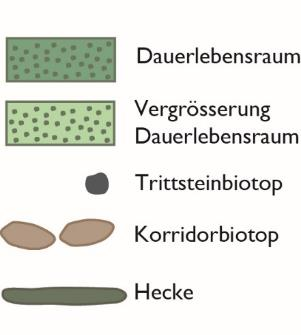 Dauerlebensraum
Vergrösserung
Dauerlebensraum
Trittsteinbiotop
Korridorbiotop
Hecke